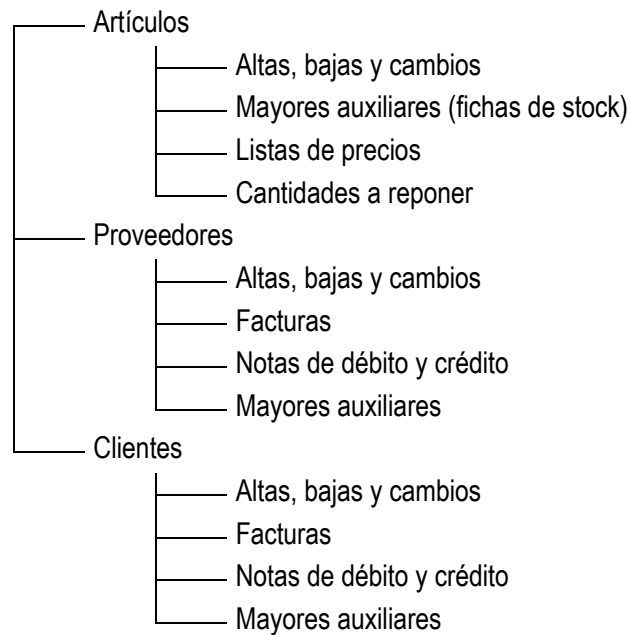 Artículos
Altas, bajas y cambios
Mayores auxiliares (fichas de stock)
Listas de precios
Cantidades a reponer
Proveedores
Altas, bajas y cambios
Facturas
Notas de débito y crédito
Mayores auxiliares
Clientes
Altas, bajas y cambios
Facturas
Notas de débito y crédito
Mayores auxiliares